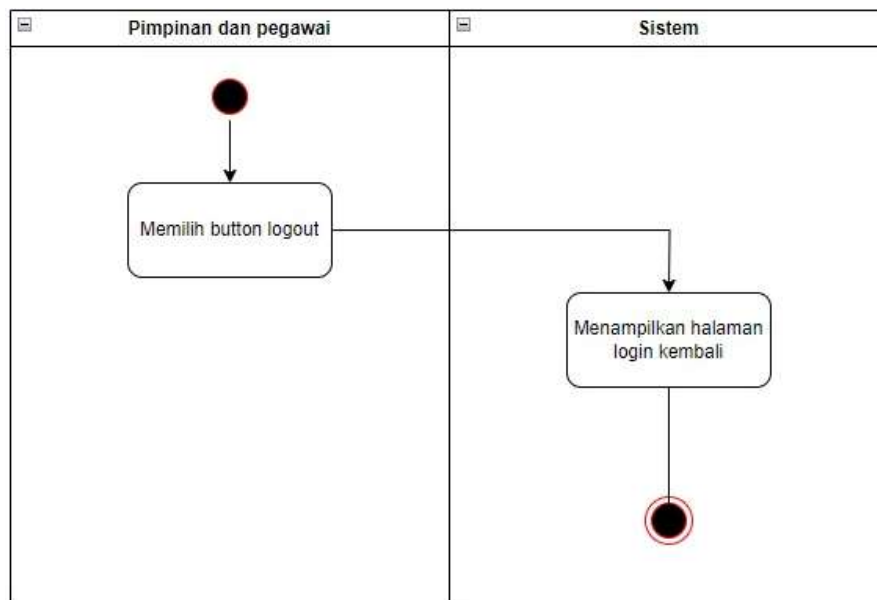 Pimpinan dan pegawai
Sistem
Memilih button logout
Menampilkan halaman
login kembali